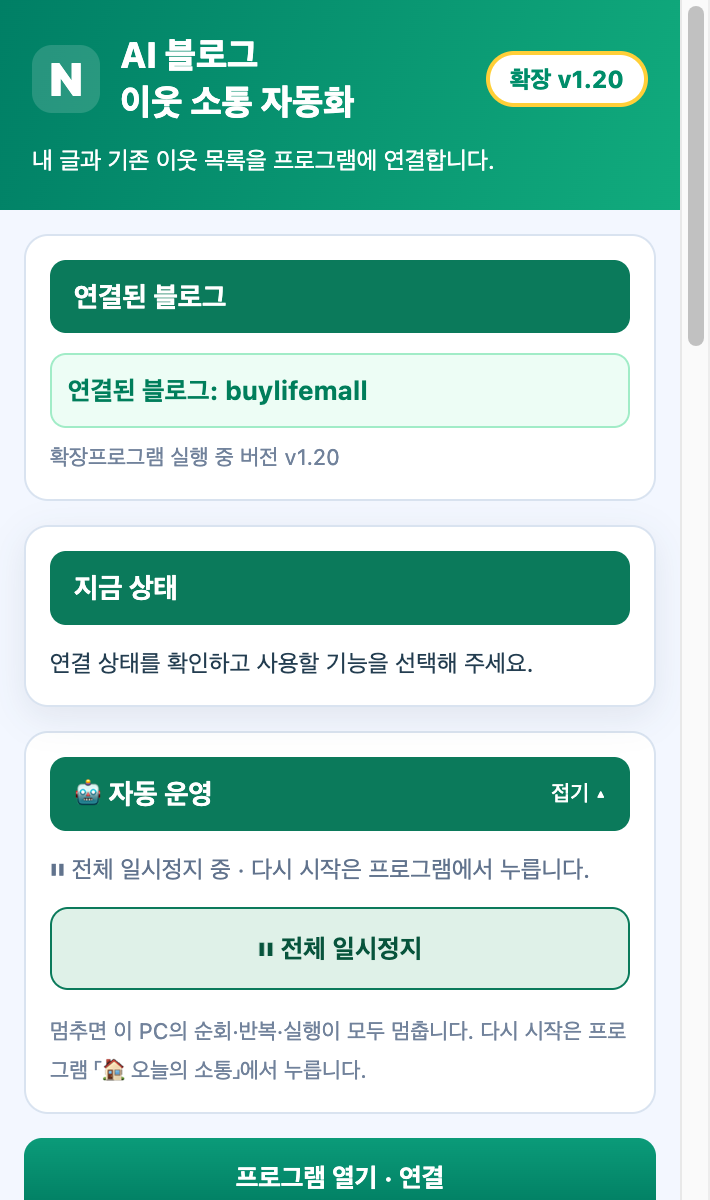 N
AI 블로그
이웃 소통 자동화
확장 v1.20
내 글과 기존 이웃 목록을 프로그램에 연결합니다.
연결된 블로그
연결된 블로그: buylifemall
확장프로그램 실행 중 버전 v1.20
지금 상태
연결 상태를 확인하고 사용할 기능을 선택해 주세요.
🤖 자동 운영
접기 ▲
⏸ 전체 일시정지 중 · 다시 시작은 프로그램에서 누릅니다.
⏸ 전체 일시정지
멈추면 이 PC의 순회·반복·실행이 모두 멈춥니다. 다시 시작은 프로
그램 「🏠 오늘의 소통」에서 누릅니다.
프로그램 열기 · 연결